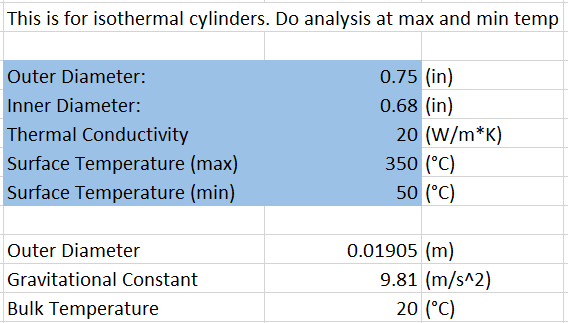 This is for isothermal cylinders. Do analysis at max and min temp
Outer Diameter: 0.75 (in)
Inner Diameter: 0.68 (in)
Thermal Conductivity 20 (W/m*K)
Surface Temperature (max) 350 (°C)
Surface Temperature (min) 50 (°C)
Outer Diameter 0.01905 (m)
Gravitational Constant 9.81 (m/s^2)
Bulk Temperature 20 (°C)